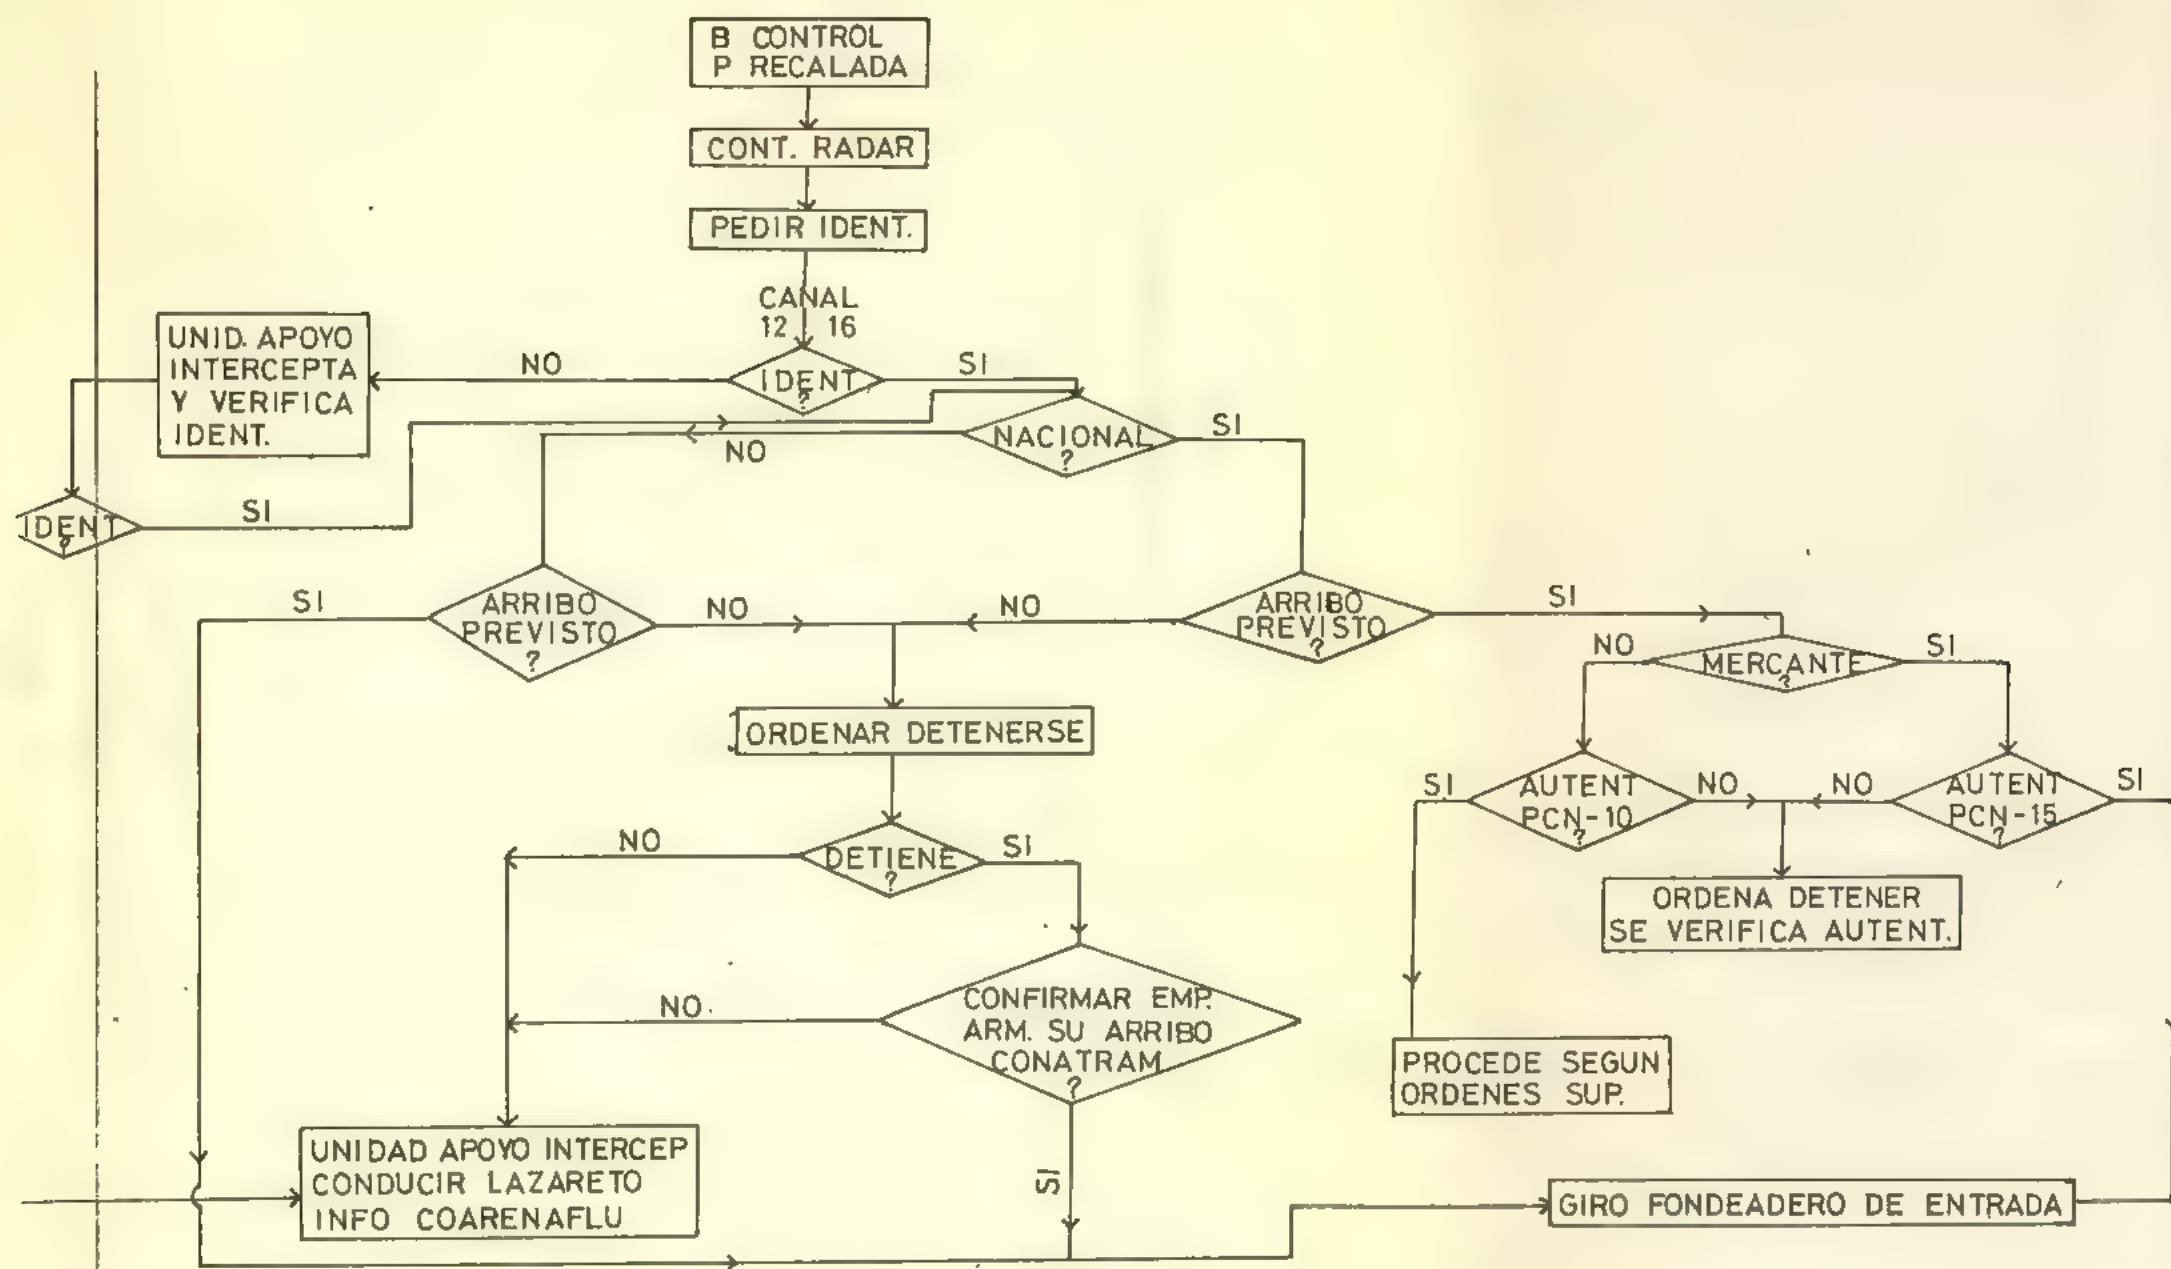 B CONTROL
P RECALADA
CONT. RADAR
PEDIR IDENT.
CANAL
12 16
UNID. APOYO
INTERCEPTA
Y VERIFICA
IDENT.
NO
IDENT
?
SI
NO
NACIONAL
?
SI
IDENT
?
SI
SI
ARRIBO
PREVISTO
?
NO
NO
ARRIBO
PREVISTO
?
SI
NO
MERCANTE
?
SI
ORDENAR DETENERSE
SI
AUTENT
PCN-10
?
NO
NO
AUTENT
PCN-15
?
SI
NO
DETIENE
?
SI
ORDENA DETENER
SE VERIFICA AUTENT.
NO.
CONFIRMAR EMP.
ARM. SU ARRIBO
CONATRAM
?
SI
PROCEDE SEGUN
ORDENES SUP.
UNIDAD APOYO INTERCEP
CONDUCIR LAZARETO
INFO COARENAFLU
GIRO FONDEADERO DE ENTRADA